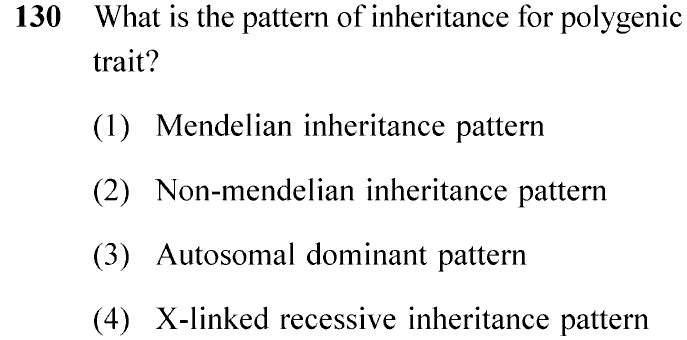 130 What is the pattern of inheritance for polygenic
trait?
(1) Mendelian inheritance pattern
(2) Non-mendelian inheritance pattern
(3) Autosomal dominant pattern
(4) X-linked recessive inheritance pattern